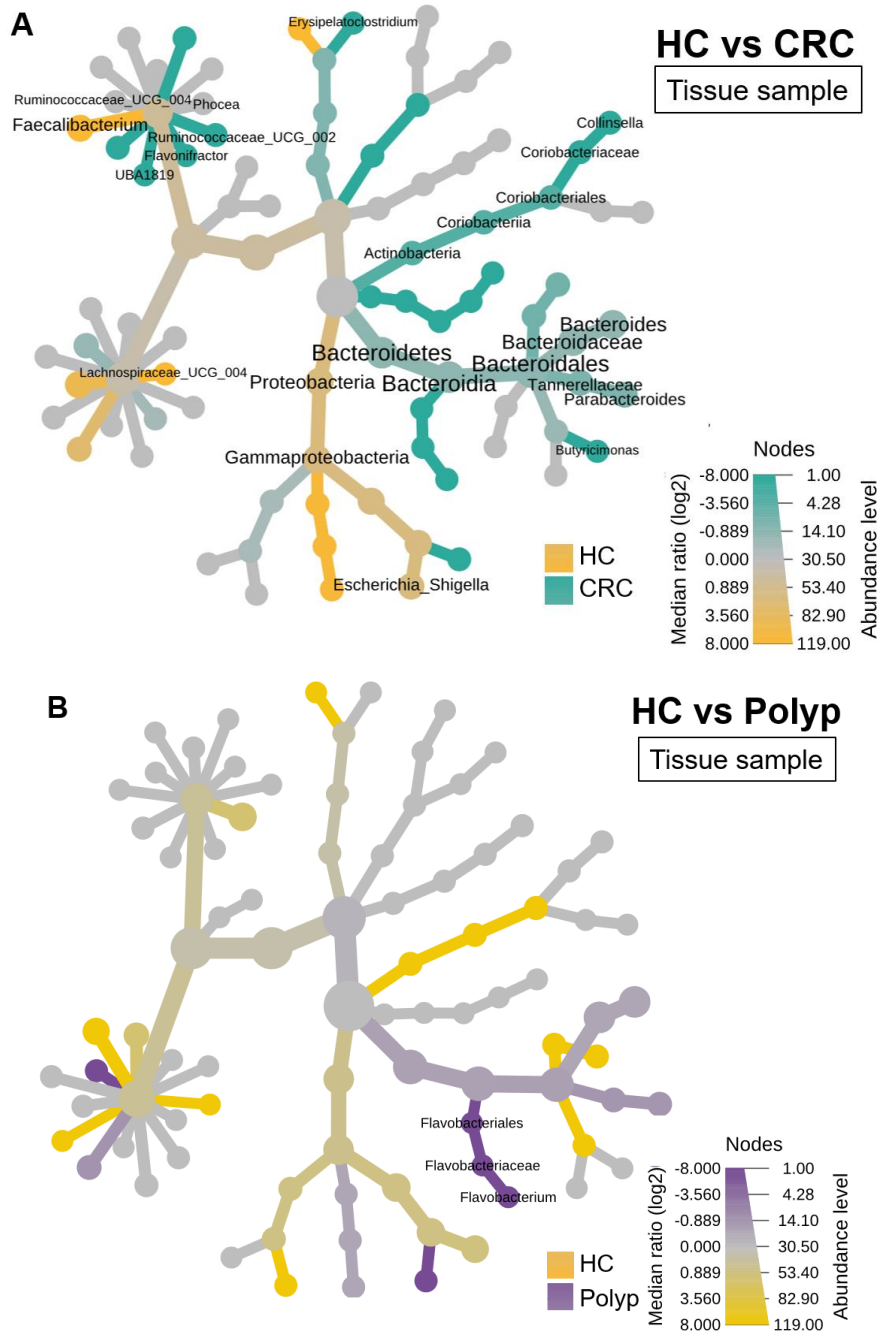 A
HC vs CRC
Tissue sample
Erysipelatoclostridium
Ruminococcaceae_UCG_004
Phocea
Faecalibacterium
Ruminococcaceae_UCG_002
Flavonifractor
UBA1819
Collinsella
Coriobacteriaceae
Coriobacteriales
Coriobacteriia
Actinobacteria
Bacteroides
Bacteroidaceae
Bacteroidetes
Bacteroidales
Lachnospiraceae_UCG_004
Proteobacteria
Bacteroidia
Tannerellaceae
Parabacteroides
Butyricimonas
Gammaproteobacteria
Escherichia_Shigella
HC
CRC
Nodes
Median ratio (log2)
Abundance level
-8.000 1.00
-3.560 4.28
-0.889 14.10
0.000 30.50
0.889 53.40
3.560 82.90
8.000 119.00
B
HC vs Polyp
Tissue sample
Flavobacteriales
Flavobacteriaceae
Flavobacterium
HC
Polyp
Nodes
Median ratio (log2)
Abundance level
-8.000 1.00
-3.560 4.28
-0.889 14.10
0.000 30.50
0.889 53.40
3.560 82.90
8.000 119.00